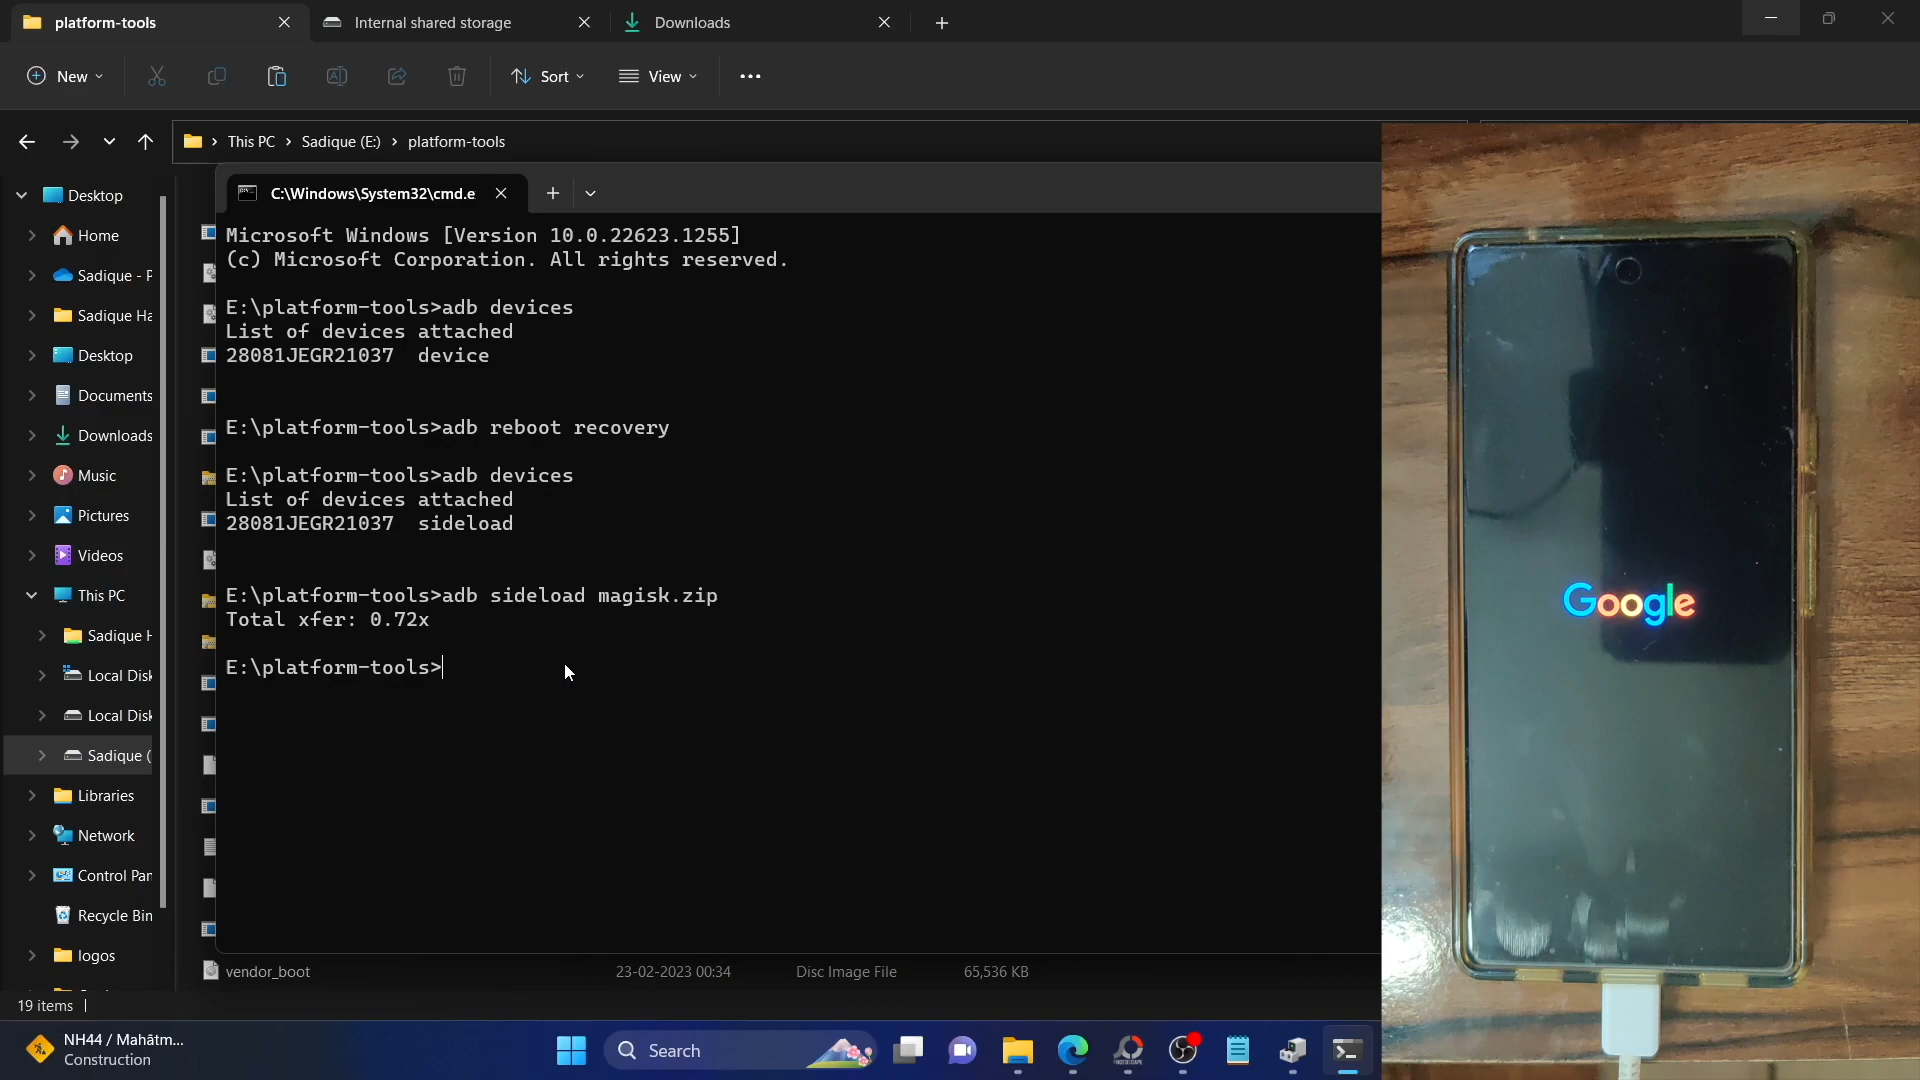 platform-tools
Internal shared storage
Downloads
New
Sort
View
This PC
Sadique (E:)
platform-tools
Desktop
Home
Sadique - P
Sadique Ha
Desktop
Documents
Downloads
Music
Pictures
Videos
This PC
Sadique H
Local Disk
Local Disk
Sadique (
Libraries
Network
Control Pan
Recycle Bin
logos
C:\Windows\System32\cmd.e
Microsoft Windows [Version 10.0.22623.1255]
(c) Microsoft Corporation. All rights reserved.
E:\platform-tools>adb devices
List of devices attached
28081JEGR21037 device
E:\platform-tools>adb reboot recovery
E:\platform-tools>adb devices
List of devices attached
28081JEGR21037 sideload
E:\platform-tools>adb sideload magisk.zip
Total xfer: 0.72x
E:\platform-tools>
vendor_boot 23-02-2023 00:34 Disc Image File 65,536 KB
19 items
Google
NH44 / Mahātm...
Construction
Search